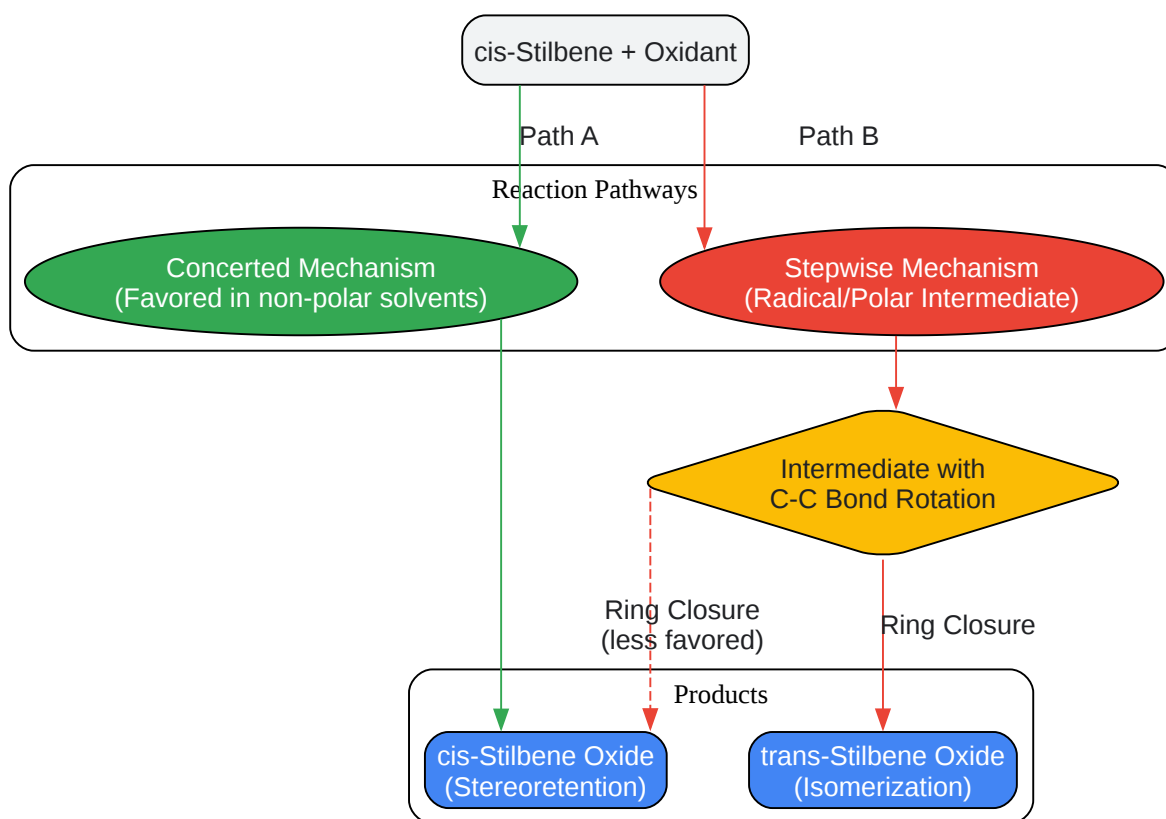 cis-Stilbene + Oxidant
Path A
Path B
Reaction Pathways
Concerted Mechanism
(Favored in non-polar solvents)
Stepwise Mechanism
(Radical/Polar Intermediate)
Intermediate with
C-C Bond Rotation
Ring Closure
(less favored)
Ring Closure
Products
cis-Stilbene Oxide
(Stereoretention)
trans-Stilbene Oxide
(Isomerization)